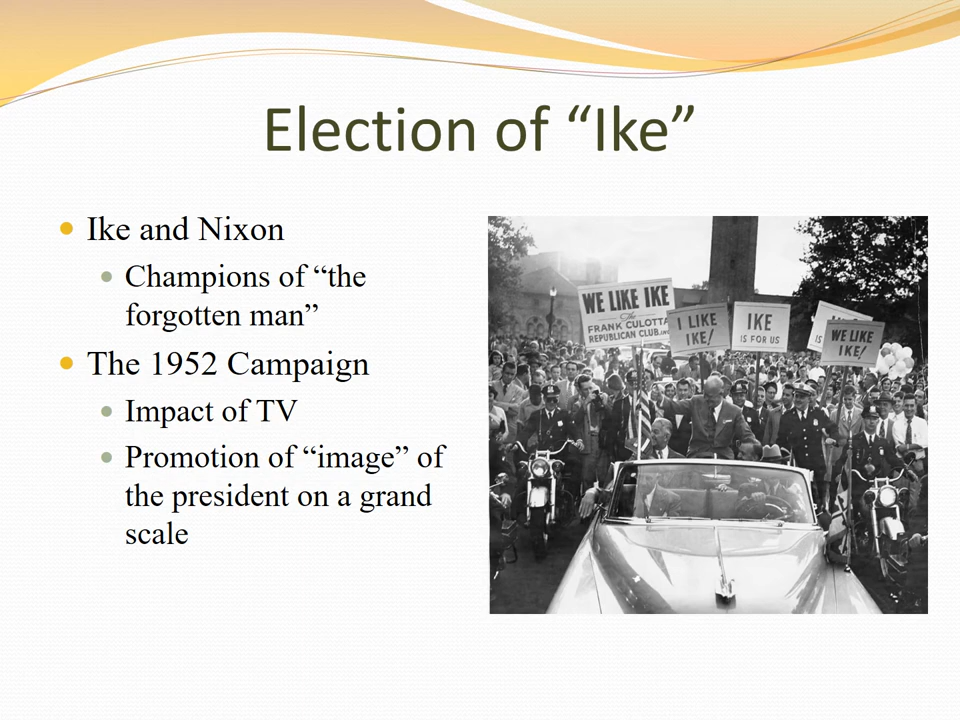 Election of “Ike”
Ike and Nixon
Champions of “the
forgotten man”
The 1952 Campaign
Impact of TV
Promotion of “image” of
the president on a grand
scale
WE LIKE IKE
The
FRANK CULOTTA
REPUBLICAN CLUB, INC.
I LIKE
IKE!
IKE
IS FOR US
IS
WE LIKE
IKE!